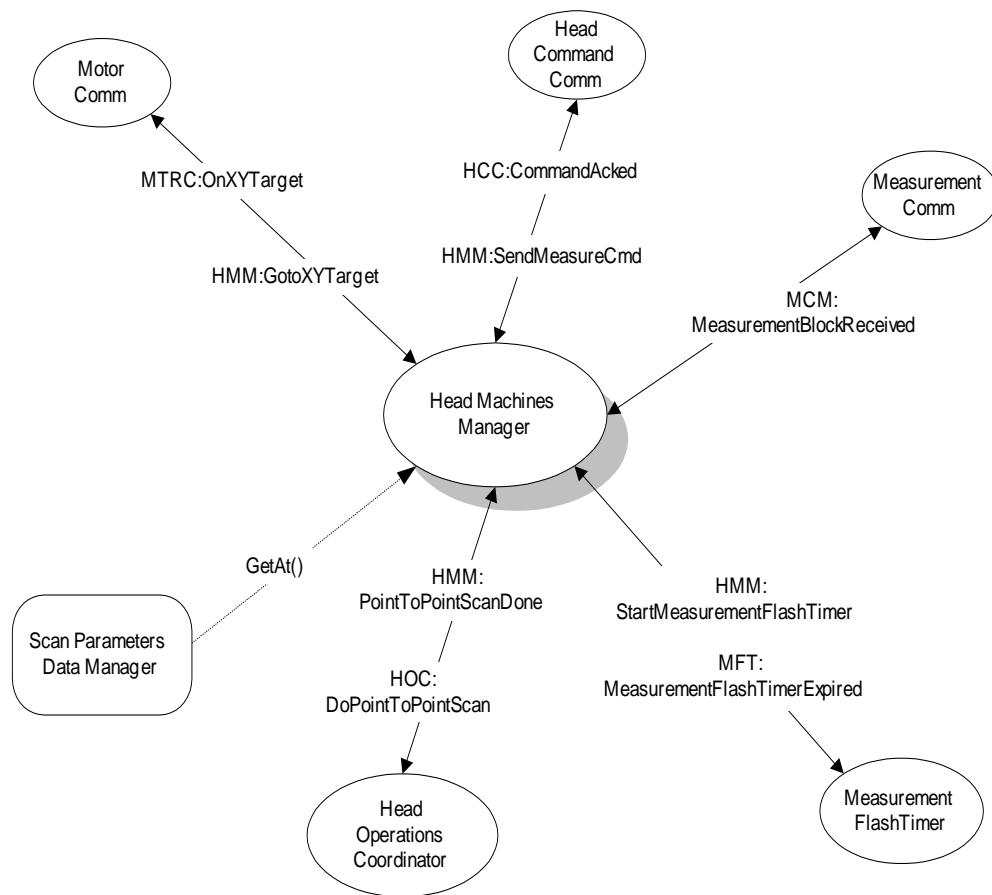 Head
Command
Comm
Motor
Comm
HCC:CommandAcked
MTRC:OnXYTarget
Measurement
Comm
HMM:SendMeasureCmd
HMM:GotoXYTarget
MCM:
MeasurementBlockReceived
Head Machines
Manager
GetAt()
HMM:
PointToPointScanDone
HMM:
StartMeasurementFlashTimer
Scan Parameters
Data Manager
HOC:
DoPointToPointScan
MFT:
MeasurementFlashTimerExpired
Head
Operations
Coordinator
Measurement
FlashTimer